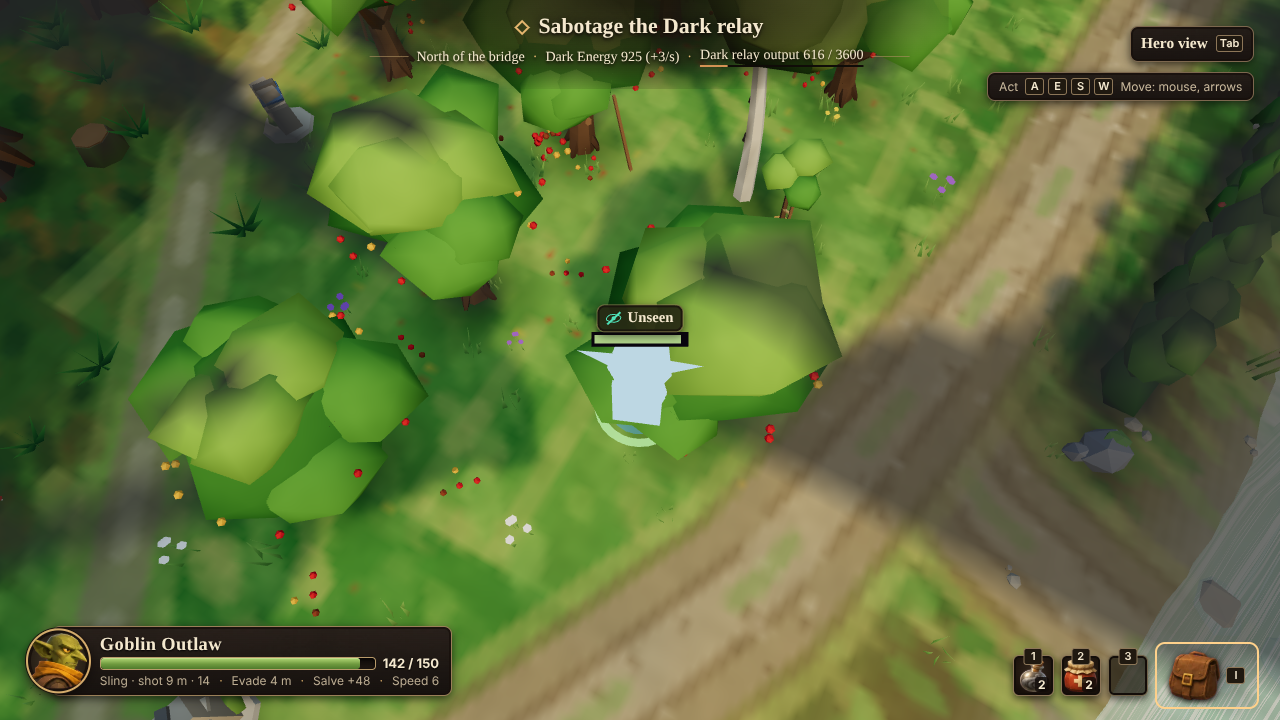 Sabotage the Dark relay
North of the bridge · Dark Energy 925 (+3/s) · Dark relay output 616 / 3600
Hero view Tab
Act A E S W Move: mouse, arrows
Unseen
Goblin Outlaw
142 / 150
Sling · shot 9 m · 14 · Evade 4 m · Salve +48 · Speed 6
1 2 3
2 2 I